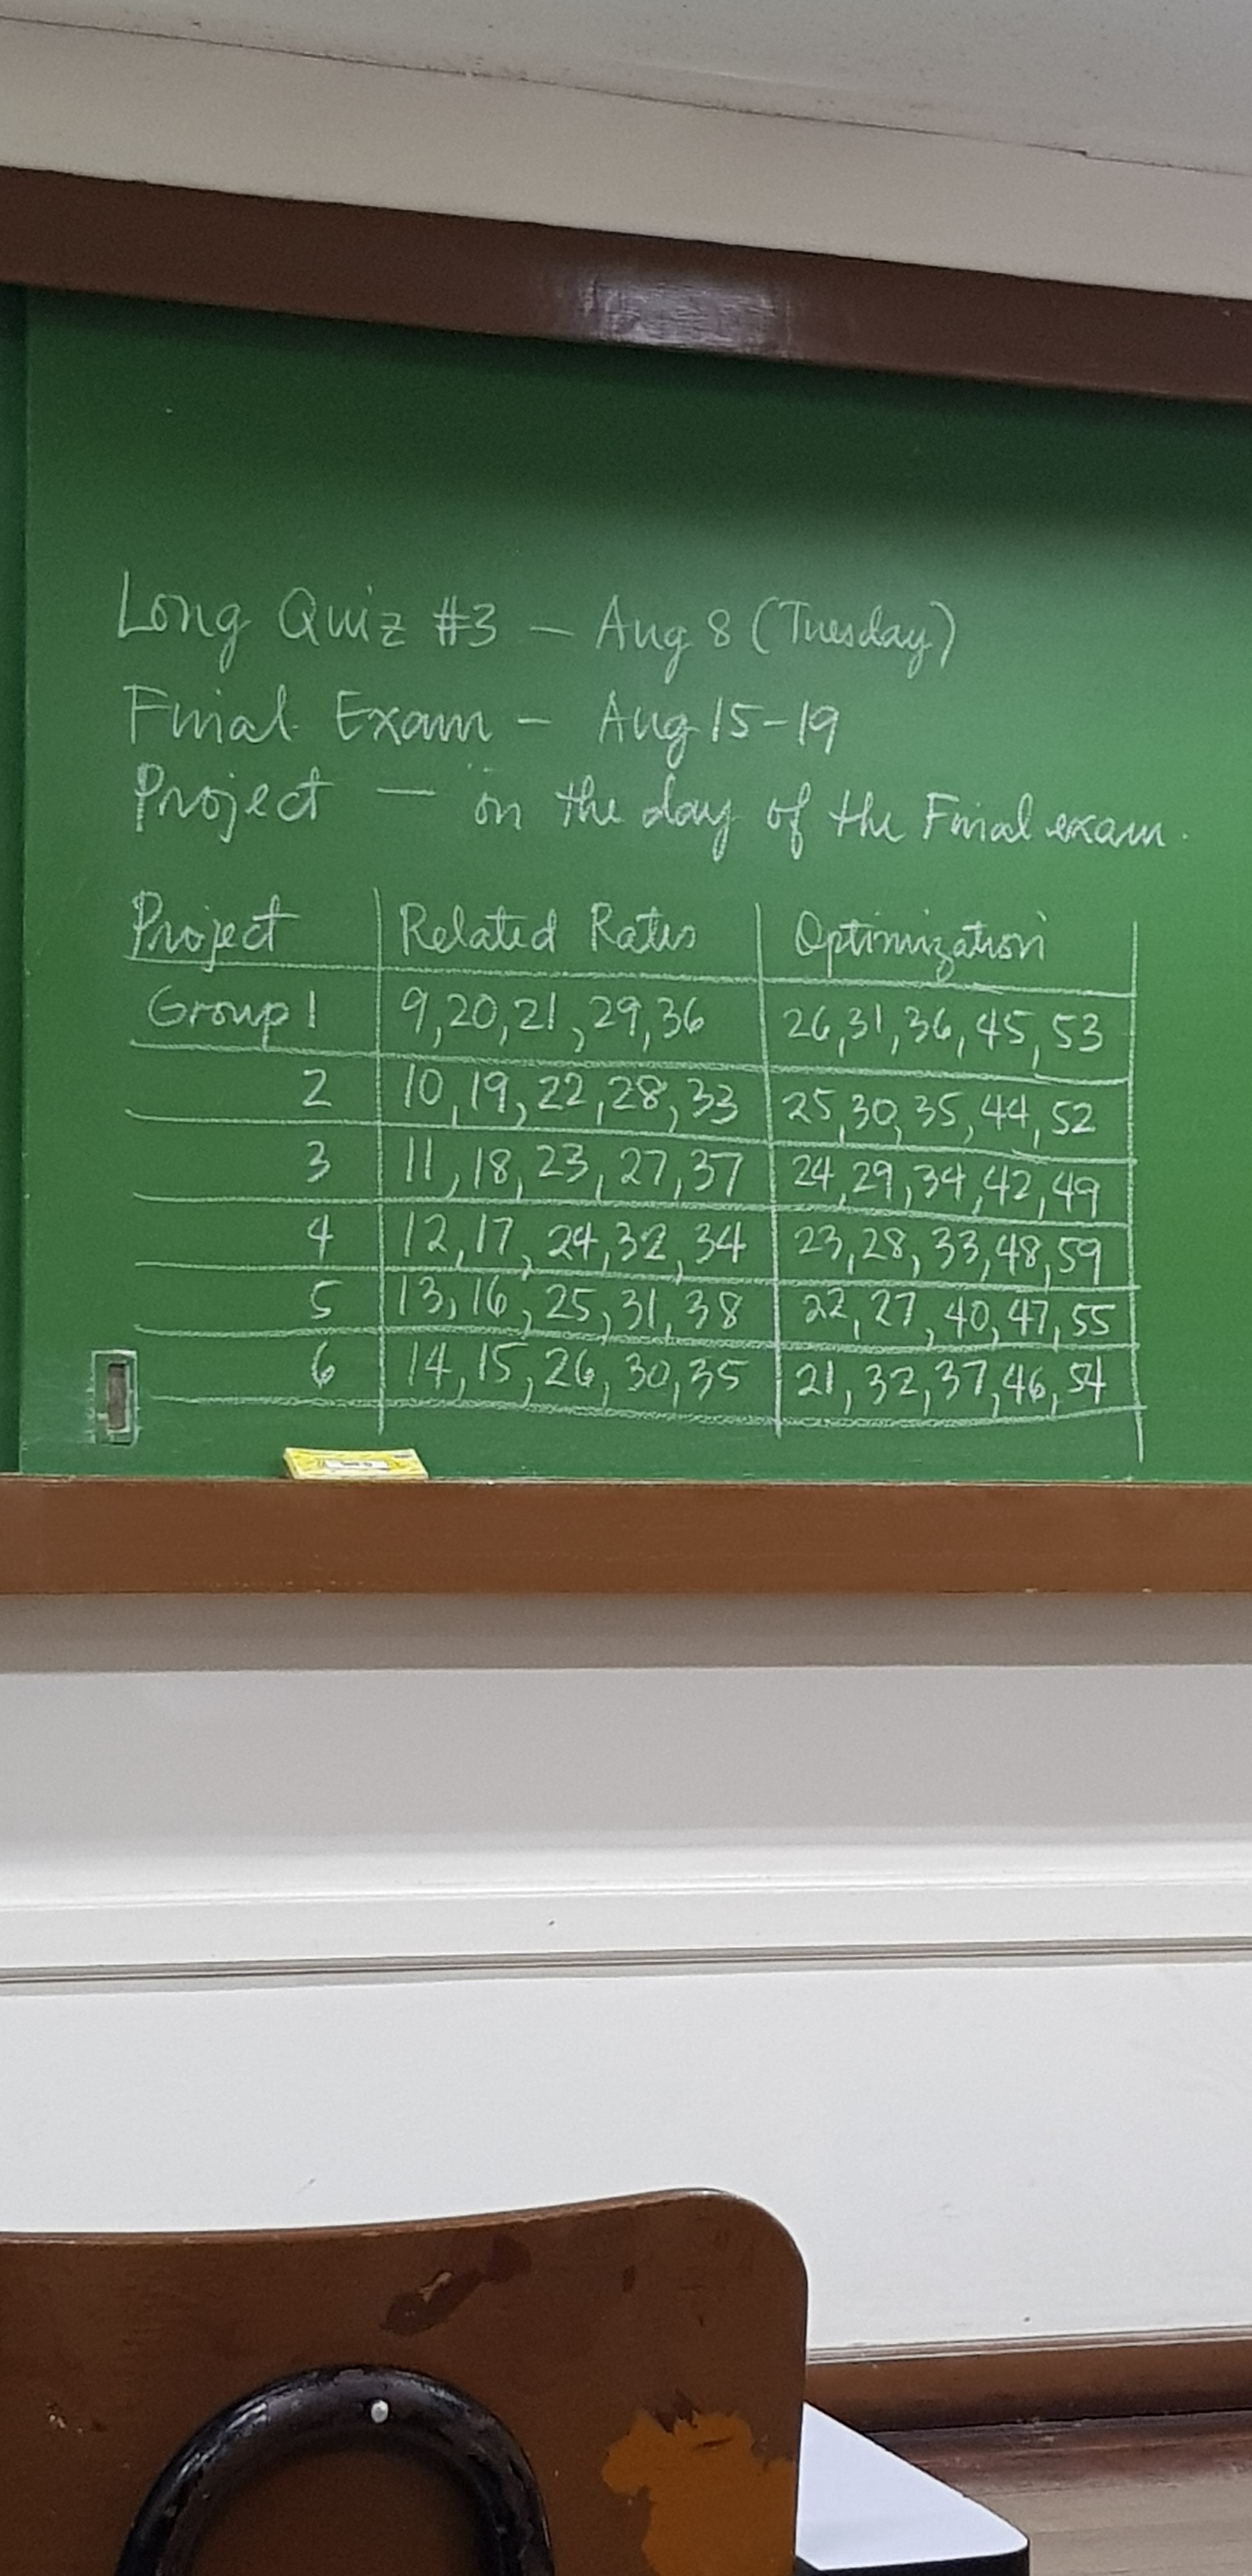 Long Quiz #3 – Aug 8 (Tuesday)
Final Exam – Aug 15-19
Project — on the day of the Final exam.
Project Related Rates Optimization
Group 1 9,20,21,29,36 26,31,36,45,53
2 10,19,22,28,33 25,30,35,44,52
3 11,18,23,27,37 24,29,34,42,49
4 12,17,24,32,34 23,28,33,48,59
5 13,16,25,31,38 22,27,40,47,55
6 14,15,26,30,35 21,32,37,46,54